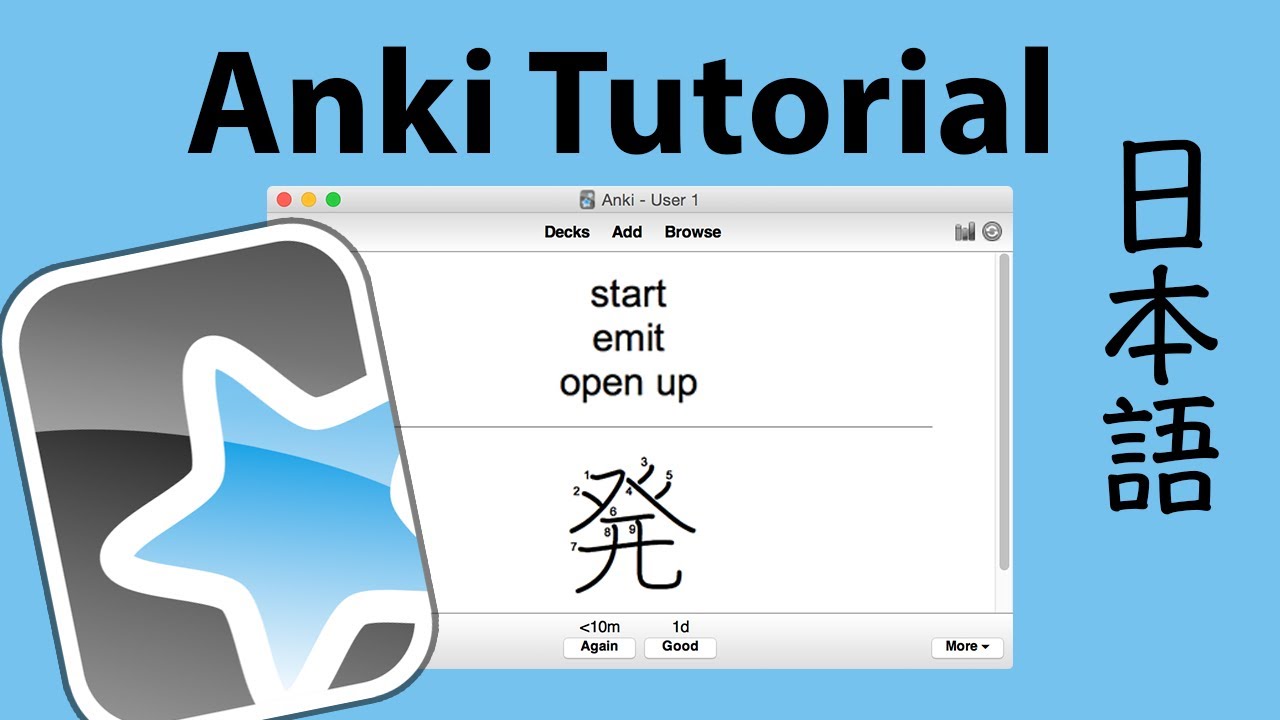 Anki Tutorial
日本語
Anki - User 1
Decks Add Browse
start
emit
open up
発
1 2 3 4 5 6 7 8 9
<10m 1d
Again Good More